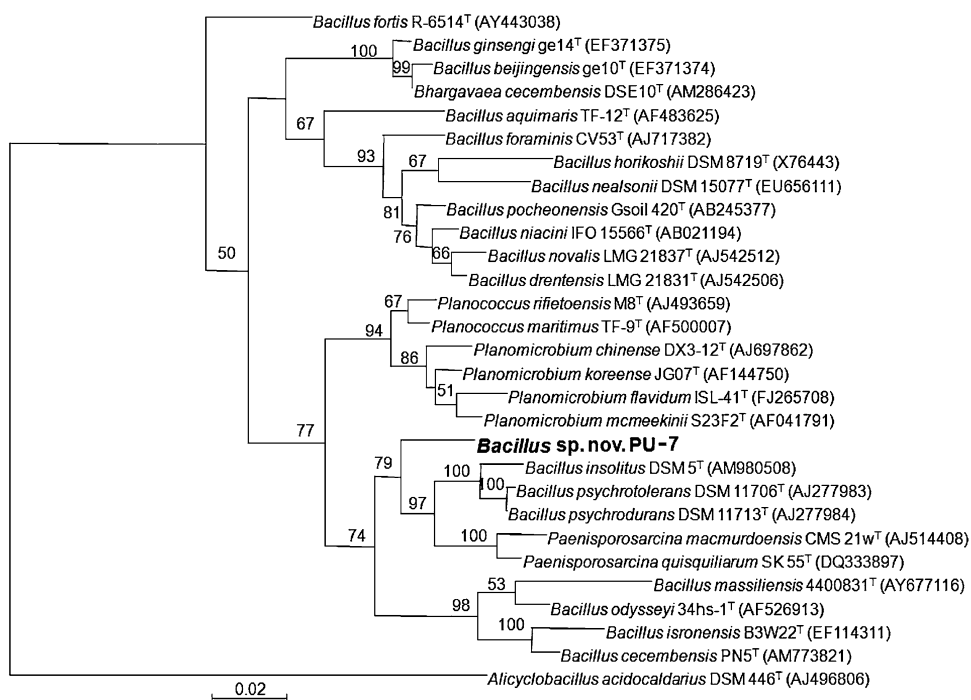 Bacillus fortis R-6514ᵀ (AY443038)
100 Bacillus ginsengi ge14ᵀ (EF371375)
99 Bacillus beijingensis ge10ᵀ (EF371374)
Bhargavaea cecembensis DSE10ᵀ (AM286423)
67 Bacillus aquimaris TF-12ᵀ (AF483625)
Bacillus foraminis CV53ᵀ (AJ717382)
93 67 Bacillus horikoshii DSM 8719ᵀ (X76443)
Bacillus nealsonii DSM 15077ᵀ (EU656111)
81 Bacillus pocheonensis Gsoil 420ᵀ (AB245377)
76 Bacillus niacini IFO 15566ᵀ (AB021194)
50 66 Bacillus novalis LMG 21837ᵀ (AJ542512)
Bacillus drentensis LMG 21831ᵀ (AJ542506)
67 Planococcus rifietoensis M8ᵀ (AJ493659)
94 Planococcus maritimus TF-9ᵀ (AF500007)
86 Planomicrobium chinense DX3-12ᵀ (AJ697862)
Planomicrobium koreense JG07ᵀ (AF144750)
51 Planomicrobium flavidum ISL-41ᵀ (FJ265708)
77 Planomicrobium mcmeekinii S23F2ᵀ (AF041791)
Bacillus sp. nov. PU-7
79 100 Bacillus insolitus DSM 5ᵀ (AM980508)
100 Bacillus psychrotolerans DSM 11706ᵀ (AJ277983)
97 Bacillus psychrodurans DSM 11713ᵀ (AJ277984)
74 100 Paenisporosarcina macmurdoensis CMS 21wᵀ (AJ514408)
Paenisporosarcina quisquiliarum SK 55ᵀ (DQ333897)
53 Bacillus massiliensis 4400831ᵀ (AY677116)
98 Bacillus odysseyi 34hs-1ᵀ (AF526913)
100 Bacillus isronensis B3W22ᵀ (EF114311)
Bacillus cecembensis PN5ᵀ (AM773821)
Alicyclobacillus acidocaldarius DSM 446ᵀ (AJ496806)
0.02